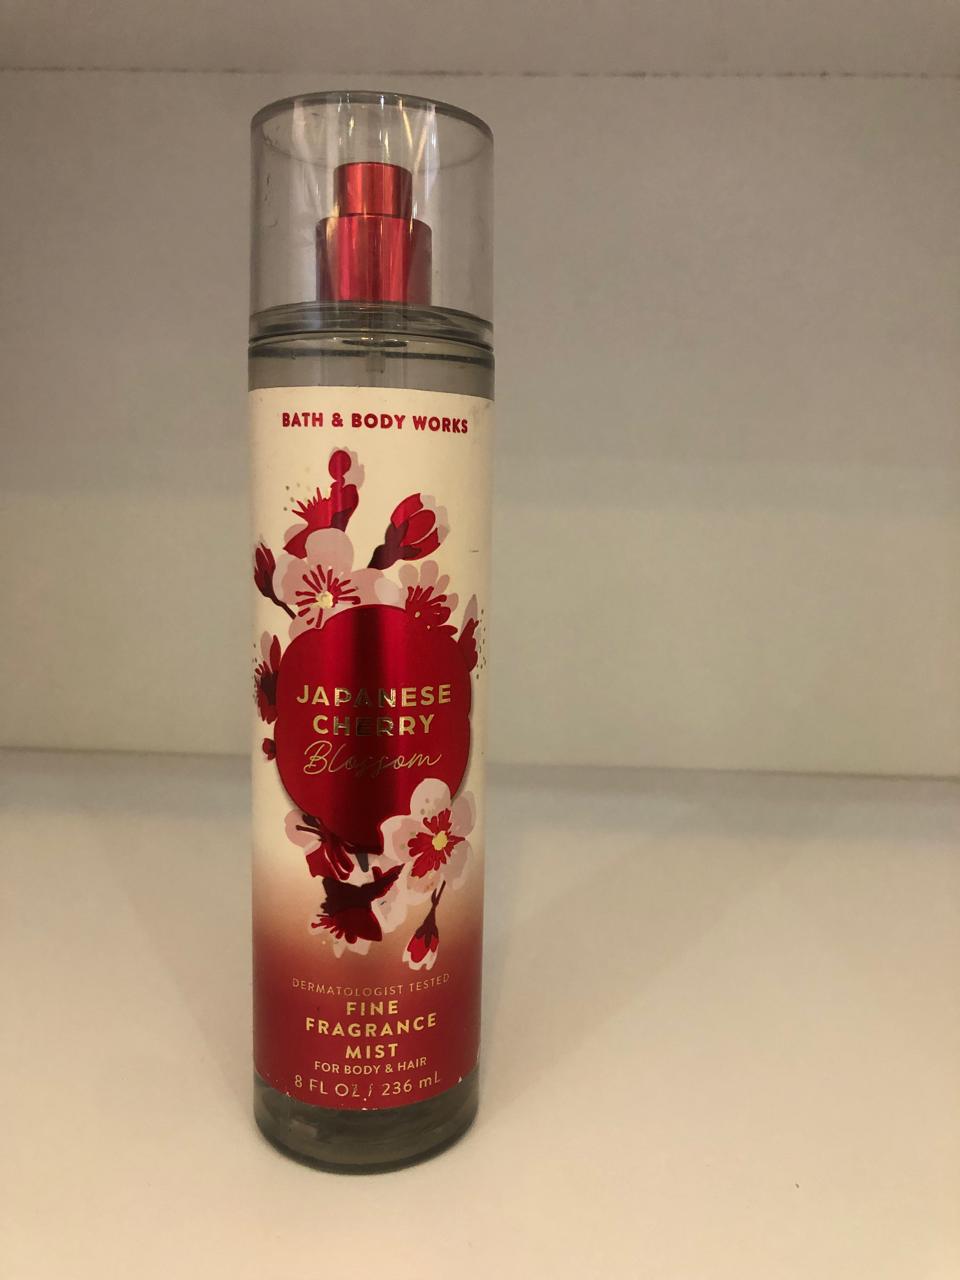 BATH & BODY WORKS
JAPANESE
CHERRY
Blossom
DERMATOLOGIST TESTED
FINE
FRAGRANCE
MIST
FOR BODY & HAIR
8 FL OZ / 236 mL